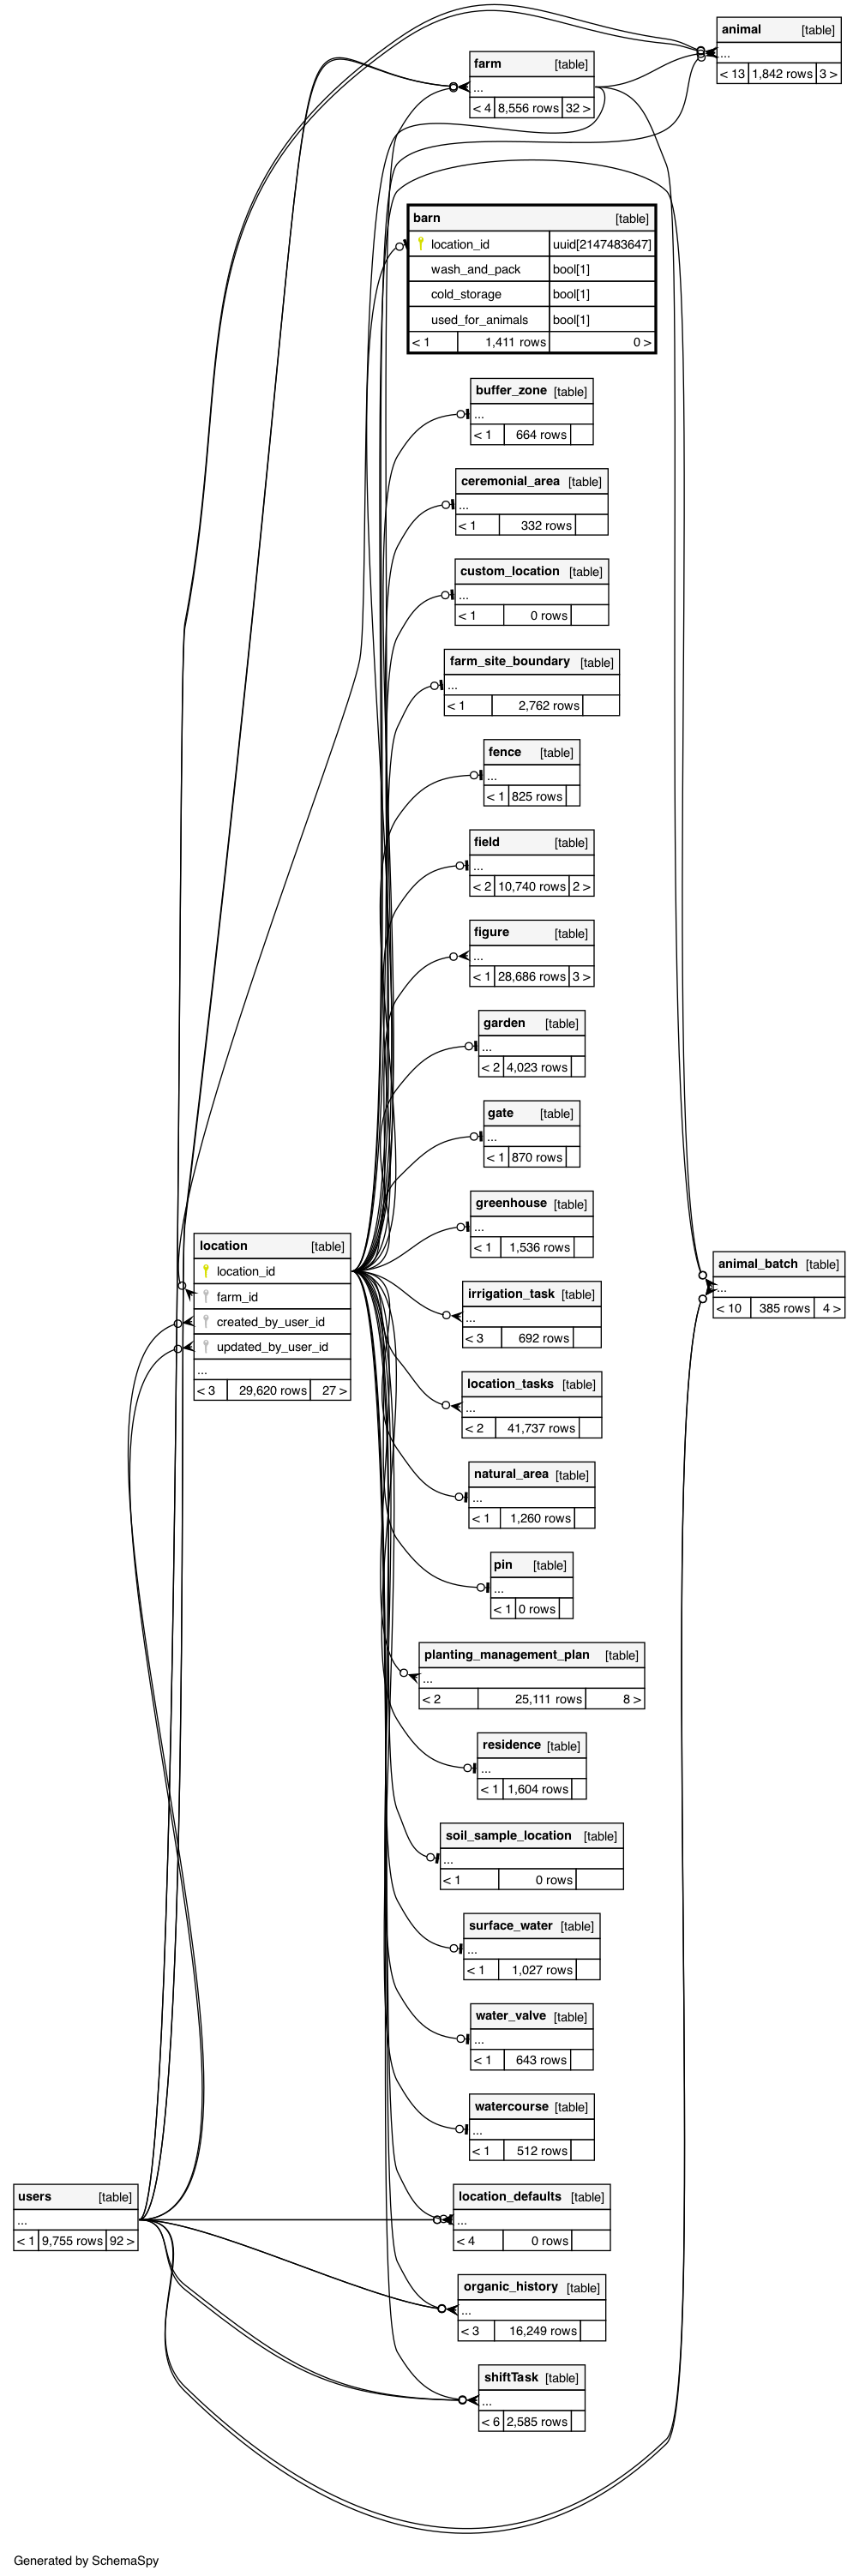 animal [table]
...
< 13 1,842 rows 3 >
farm [table]
...
< 4 8,556 rows 32 >
barn [table]
location_id uuid[2147483647]
wash_and_pack bool[1]
cold_storage bool[1]
used_for_animals bool[1]
< 1 1,411 rows 0 >
buffer_zone [table]
...
< 1 664 rows
ceremonial_area [table]
...
< 1 332 rows
custom_location [table]
...
< 1 0 rows
farm_site_boundary [table]
...
< 1 2,762 rows
fence [table]
...
< 1 825 rows
field [table]
...
< 2 10,740 rows 2 >
figure [table]
...
< 1 28,686 rows 3 >
garden [table]
...
< 2 4,023 rows
gate [table]
...
< 1 870 rows
greenhouse [table]
...
< 1 1,536 rows
location [table]
location_id
farm_id
created_by_user_id
updated_by_user_id
...
< 3 29,620 rows 27 >
animal_batch [table]
...
< 10 385 rows 4 >
irrigation_task [table]
...
< 3 692 rows
location_tasks [table]
...
< 2 41,737 rows
natural_area [table]
...
< 1 1,260 rows
pin [table]
...
< 1 0 rows
planting_management_plan [table]
...
< 2 25,111 rows 8 >
residence [table]
...
< 1 1,604 rows
soil_sample_location [table]
...
< 1 0 rows
surface_water [table]
...
< 1 1,027 rows
water_valve [table]
...
< 1 643 rows
watercourse [table]
...
< 1 512 rows
users [table]
...
< 1 9,755 rows 92 >
location_defaults [table]
...
< 4 0 rows
organic_history [table]
...
< 3 16,249 rows
shiftTask [table]
...
< 6 2,585 rows
Generated by SchemaSpy